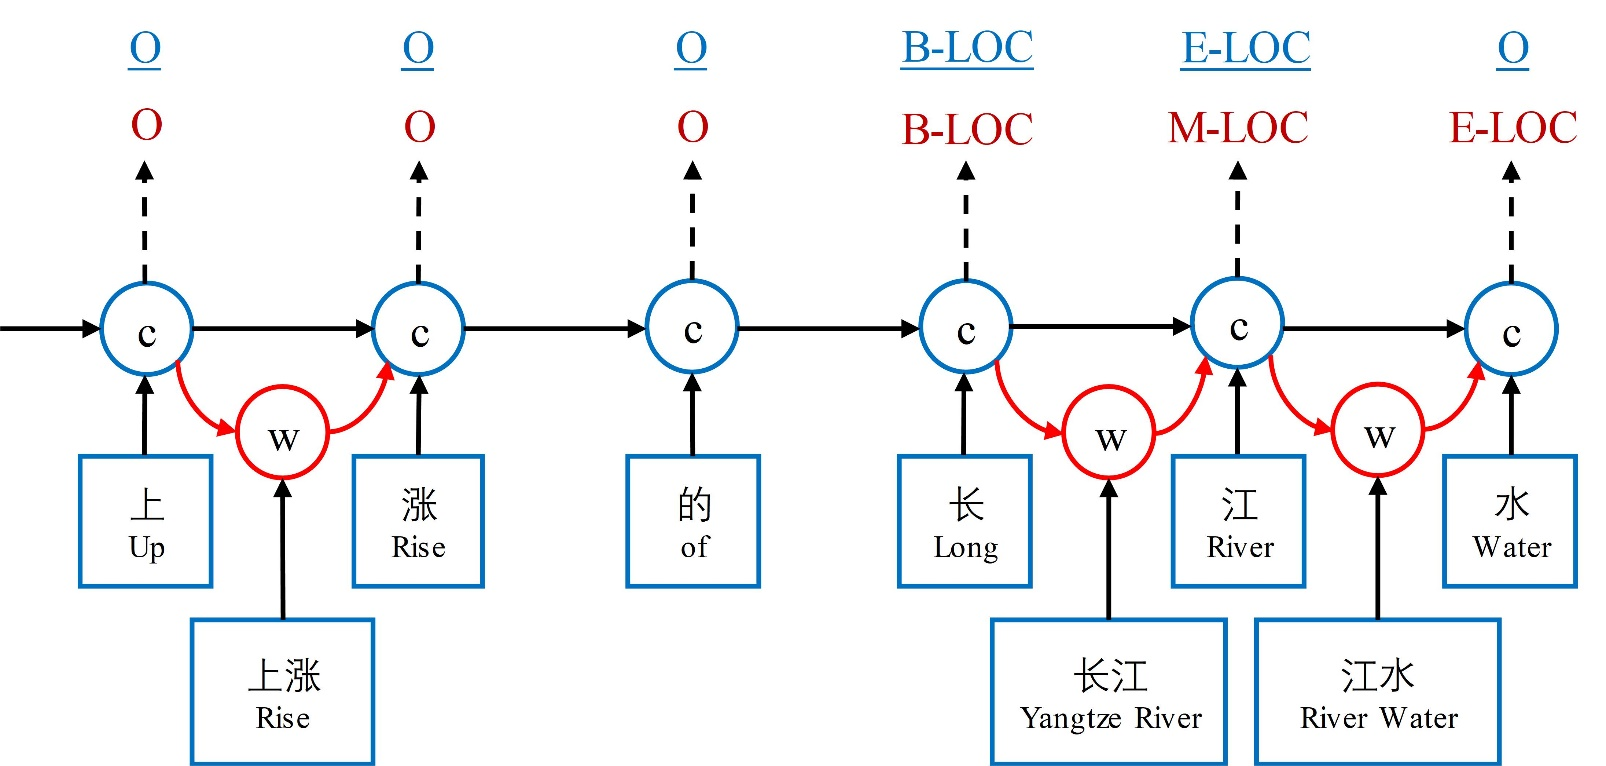 O O O B-LOC E-LOC O
O O O B-LOC M-LOC E-LOC
c c c c c c
w w w
上 涨 的 长 江 水
Up Rise of Long River Water
上涨 长江 江水
Rise Yangtze River River Water